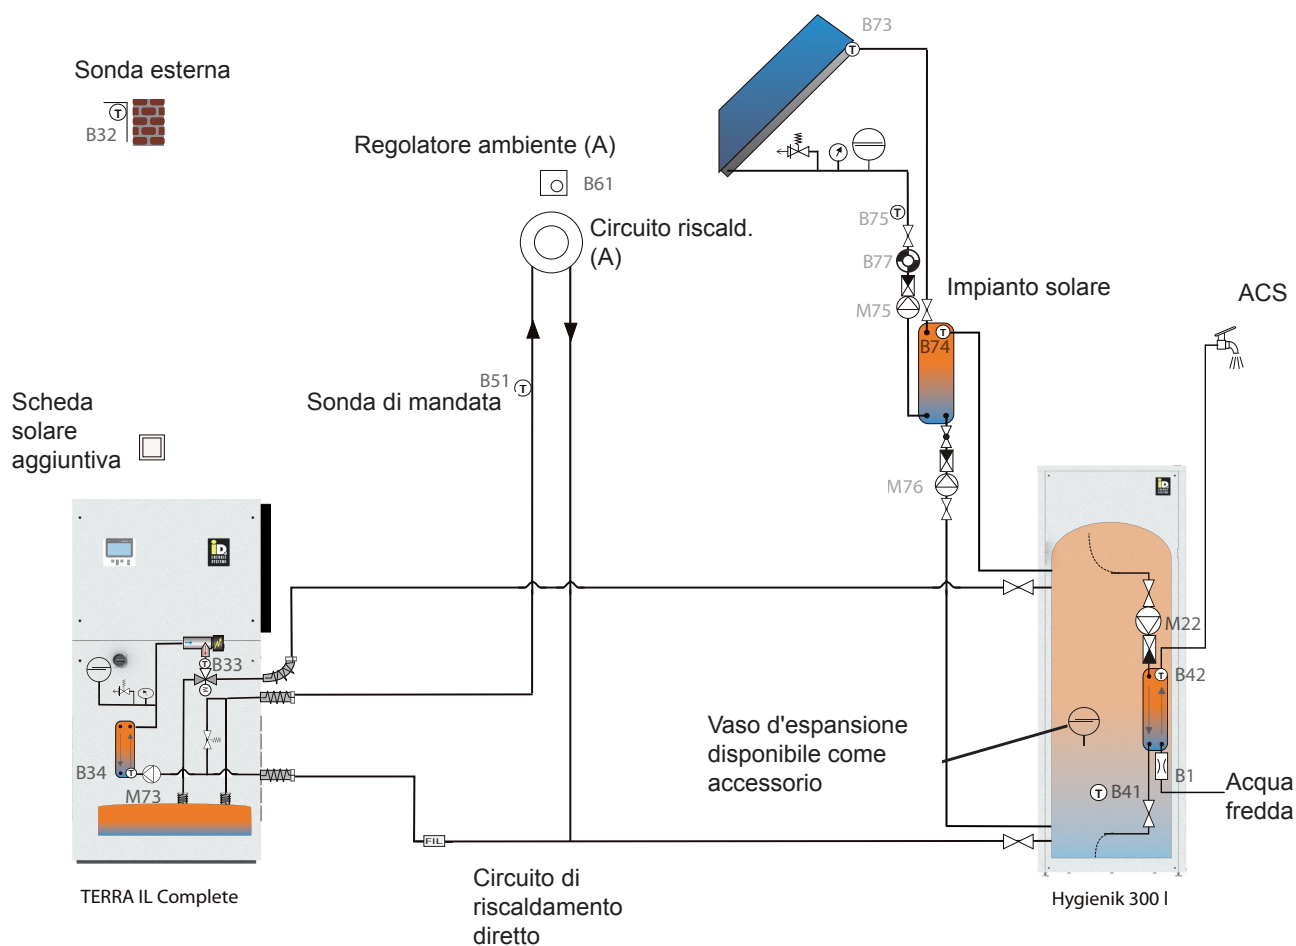 B73
Sonda esterna
T
T
B32
Regolatore ambiente (A)
B61
Circuito riscald.
(A)
B75
T
B77
M75
Impianto solare
ACS
T
B74
B51
T
Sonda di mandata
Scheda
solare
aggiuntiva
M76
iD
iD
M22
T
B33
M
T
B42
Vaso d'espansione
disponibile come
accessorio
B34
T
M73
B1
T
B41
Acqua
fredda
FIL
TERRA IL Complete
Circuito di
riscaldamento
diretto
Hygienik 300 l